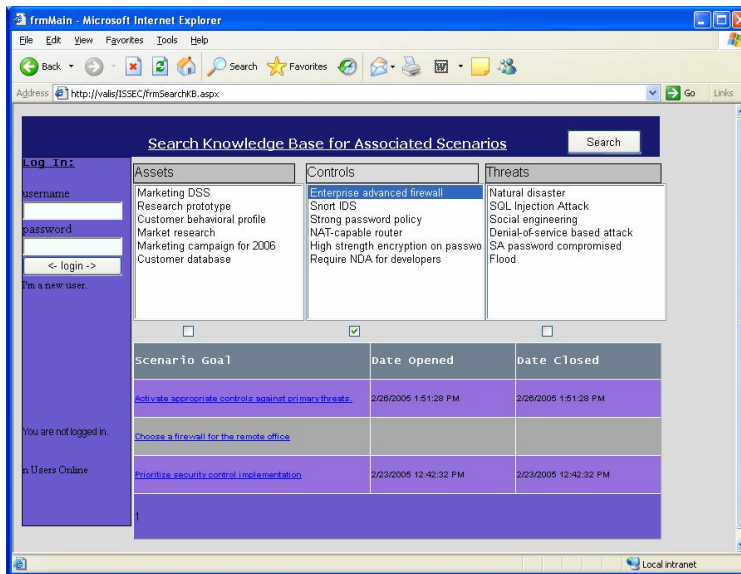 frmMain - Microsoft Internet Explorer
File Edit View Favorites Tools Help
Back Search Favorites
Address http://valis/ISSEC/frmSearchKB.aspx Go Links
Search Knowledge Base for Associated Scenarios Search
Log In:
username
password
<- login ->
I'm a new user.
You are not logged in.
n Users Online
Assets Controls Threats
Marketing DSS Enterprise advanced firewall Natural disaster
Research prototype Snort IDS SQL Injection Attack
Customer behavioral profile Strong password policy Social engineering
Market research NAT-capable router Denial-of-service based attack
Marketing campaign for 2006 High strength encryption on passwo SA password compromised
Customer database Require NDA for developers Flood
Scenario Goal Date Opened Date Closed
Activate appropriate controls against primary threats. 2/26/2005 1:51:28 PM 2/26/2005 1:51:28 PM
Choose a firewall for the remote office
Prioritize security control implementation 2/23/2005 12:42:32 PM 2/23/2005 12:42:32 PM
1
Local intranet